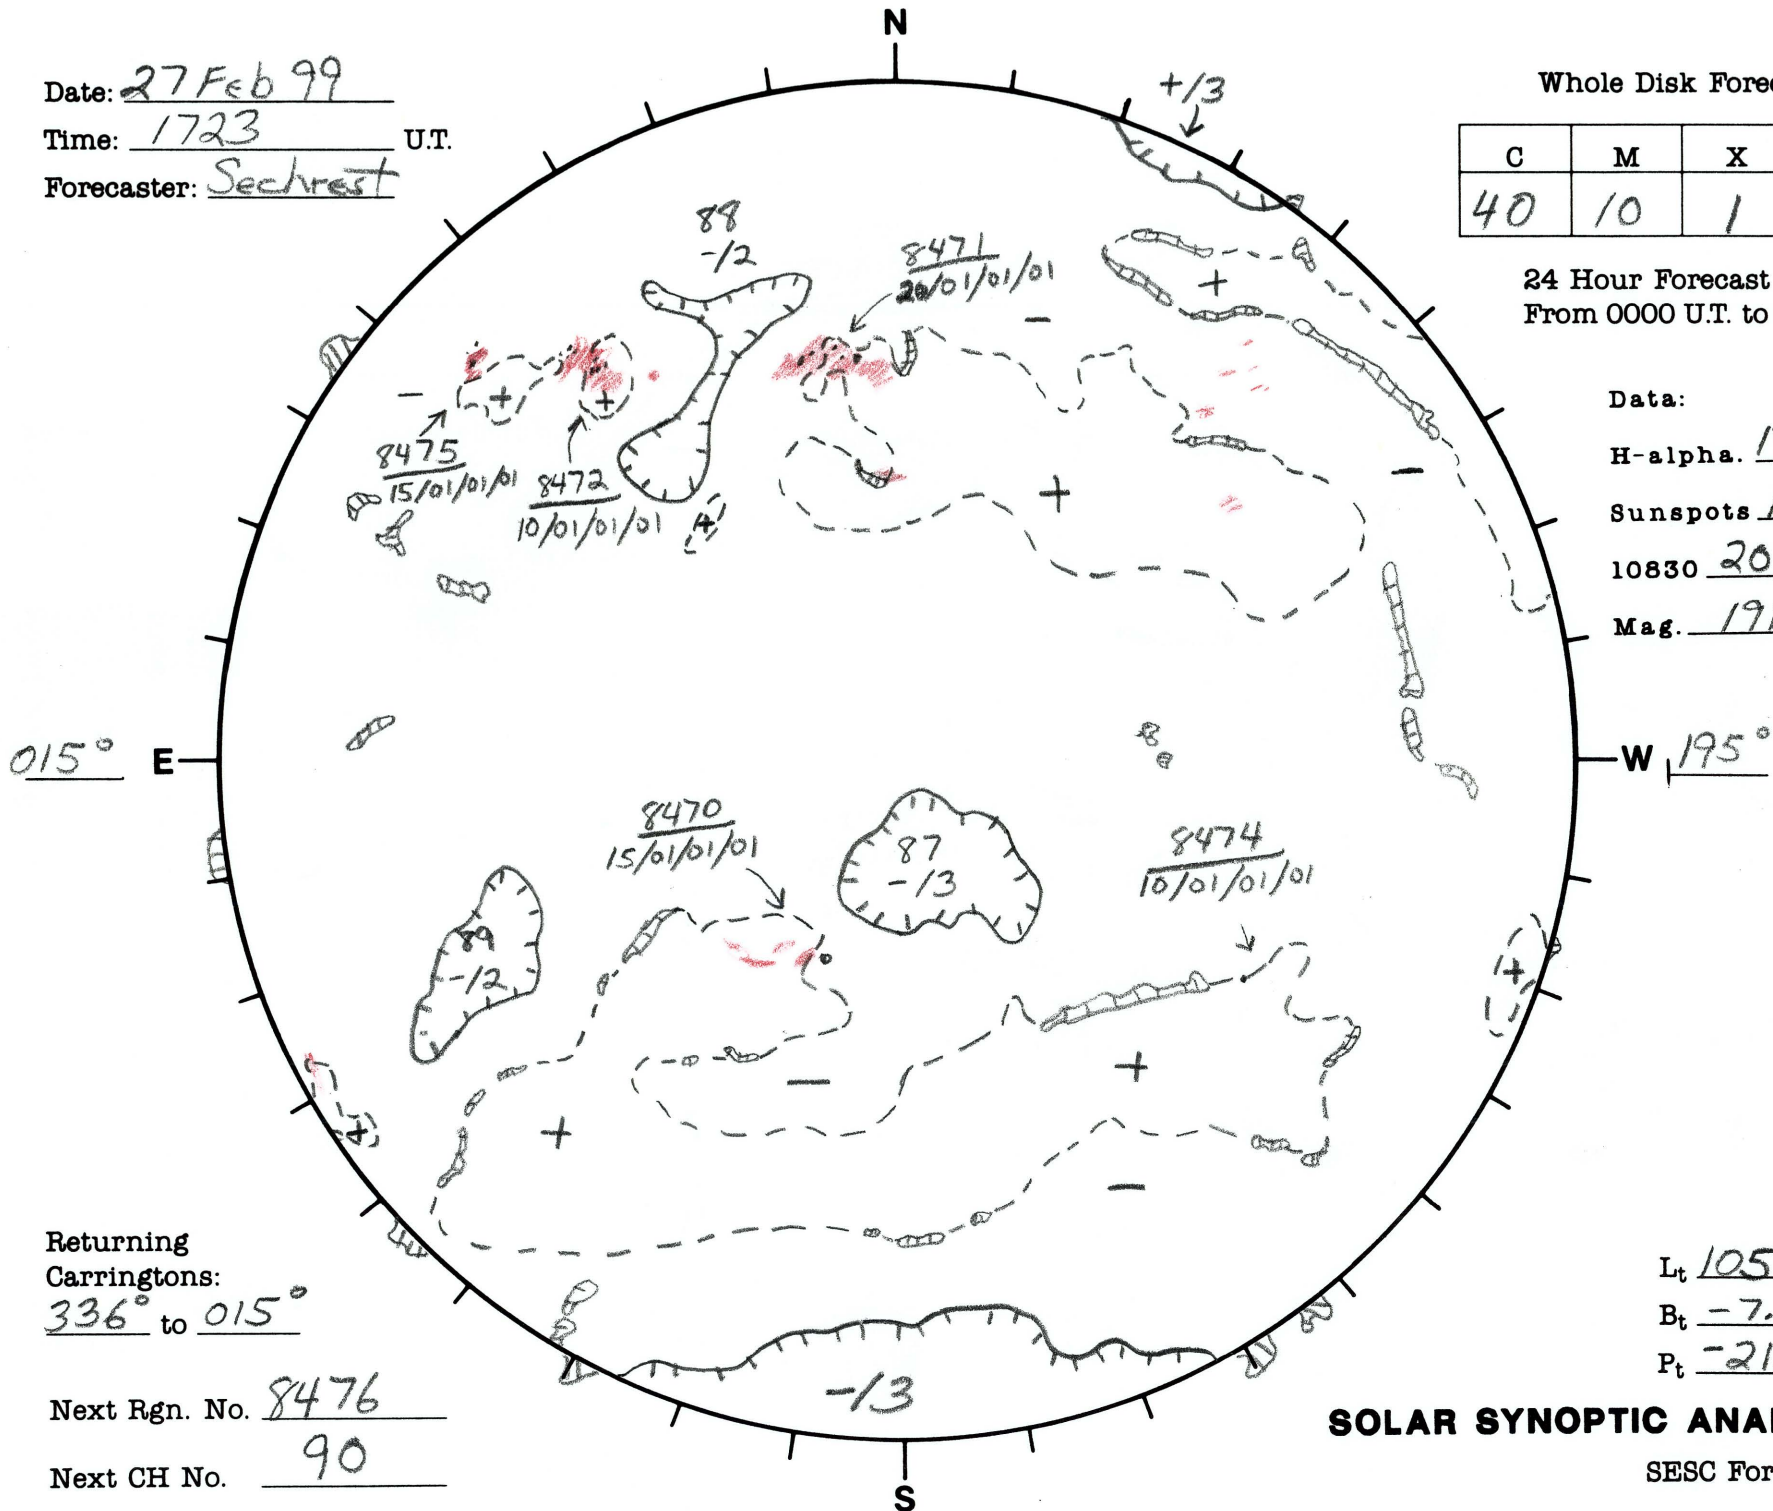 N
Date: 27 Feb 99
Time: 1723 U.T.
Forecaster: Sechrest
+/3
Whole Disk Fore
C M X
40 10 1
24 Hour Forecast
From 0000 U.T. to
88
-/2
8471
20/01/01/01
-
+
-
+
+
8475
15/01/01/01
8472
10/01/01/01
+
+
-
Data:
H-alpha. 1
Sunspots
10830 20
Mag. 191
015° E
W 195°
8470
15/01/01/01
87
-/3
8474
10/01/01/01
89
-/2
+
+
-
+
+
-
Returning
Carringtons:
336° to 015°
Lt 105
Bt -7.
Pt -21
-/3
Next Rgn. No. 8476
Next CH No. 90
SOLAR SYNOPTIC ANA
SESC For
S